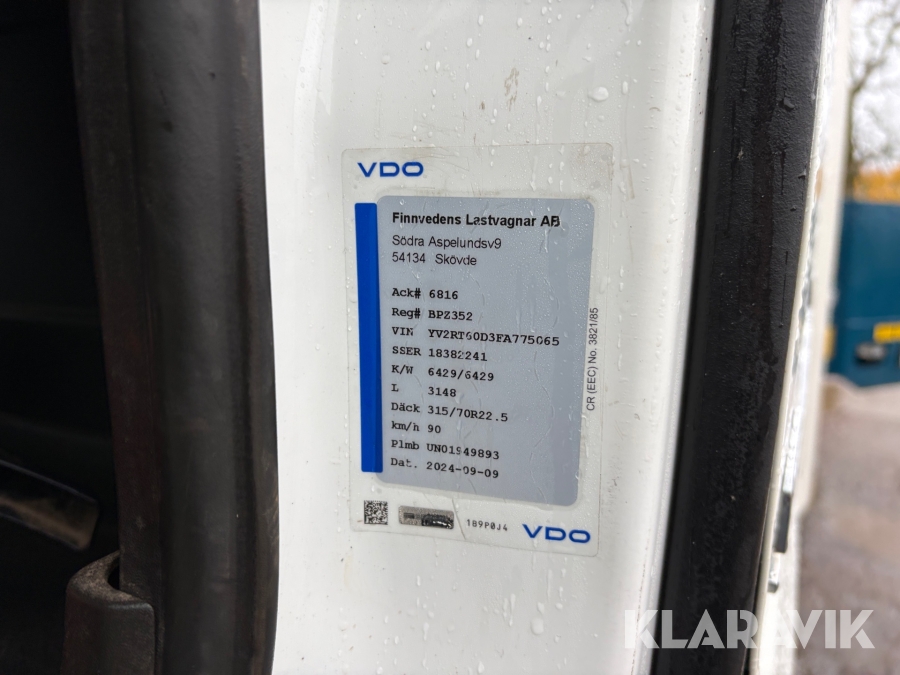 VDO
Finnvedens Lastvagnar AB
Södra Aspelundsv9
54134 Skövde
Ack# 6816
Reg# BPZ352
VIN YV2RT60D3FA775065
SSER 18382241
K/W 6429/6429
L 3148
Däck 315/70R22.5
km/h 90
Plmb UN01949893
Dat. 2024-09-09
CR (EEC) No. 3821/85
189P0J4
VDO
KLARAVIK